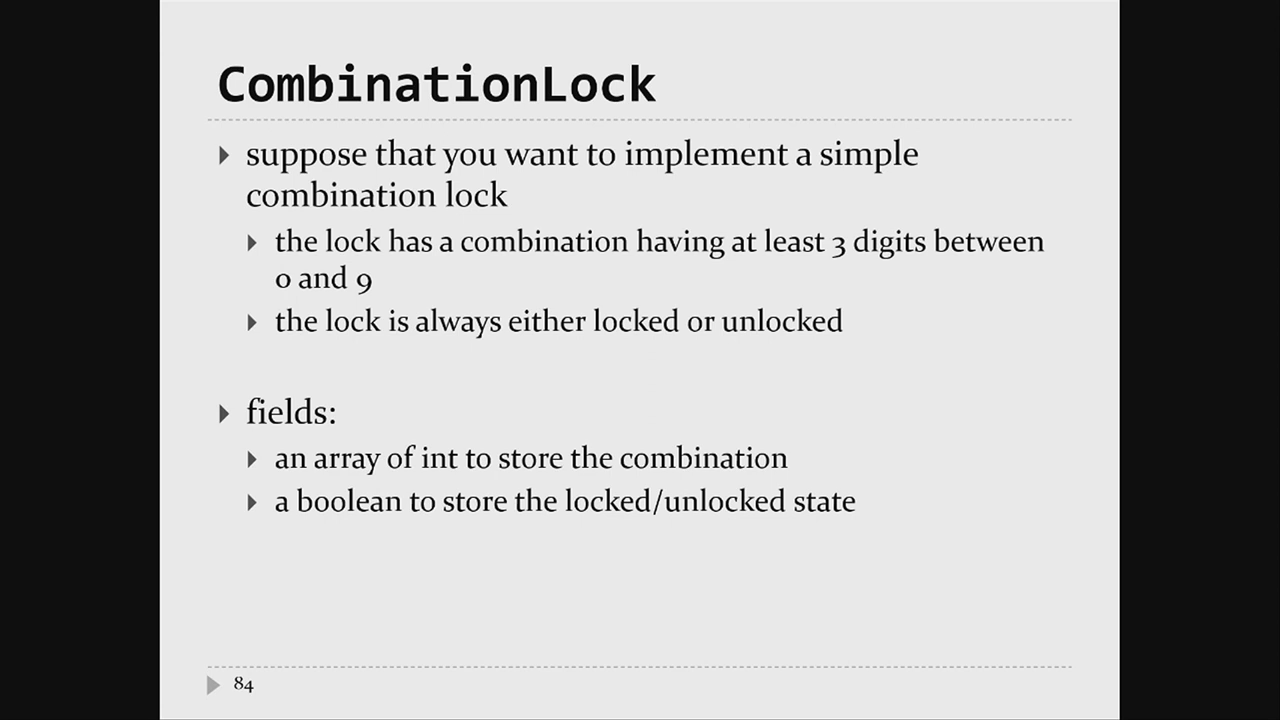 CombinationLock
suppose that you want to implement a simple
combination lock
the lock has a combination having at least 3 digits between
0 and 9
the lock is always either locked or unlocked
fields:
an array of int to store the combination
a boolean to store the locked/unlocked state
84